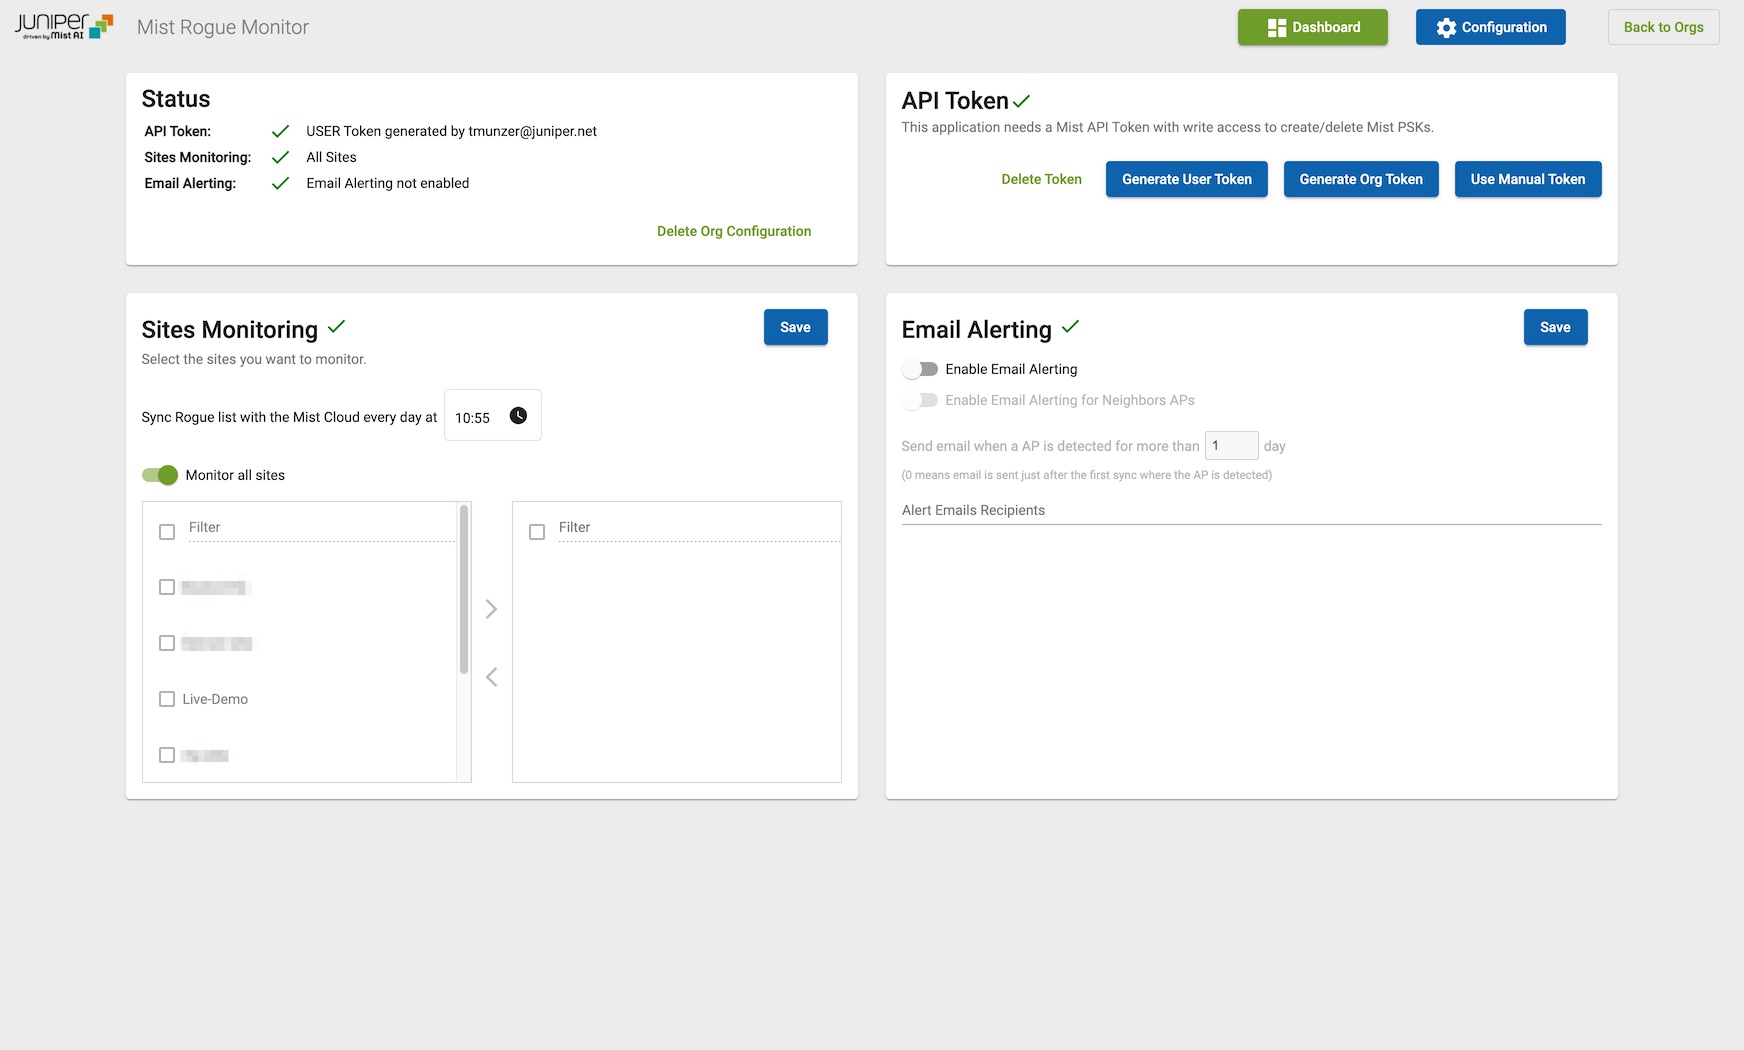 Juniper
driven by Mist AI
Mist Rogue Monitor
Dashboard
Configuration
Back to Orgs
Status
API Token: USER Token generated by tmunzer@juniper.net
Sites Monitoring: All Sites
Email Alerting: Email Alerting not enabled
Delete Org Configuration
API Token
This application needs a Mist API Token with write access to create/delete Mist PSKs.
Delete Token
Generate User Token
Generate Org Token
Use Manual Token
Sites Monitoring
Save
Select the sites you want to monitor.
Sync Rogue list with the Mist Cloud every day at 10:55
Monitor all sites
Filter
Live-Demo
Filter
Email Alerting
Save
Enable Email Alerting
Enable Email Alerting for Neighbors APs
Send email when a AP is detected for more than 1 day
(0 means email is sent just after the first sync where the AP is detected)
Alert Emails Recipients